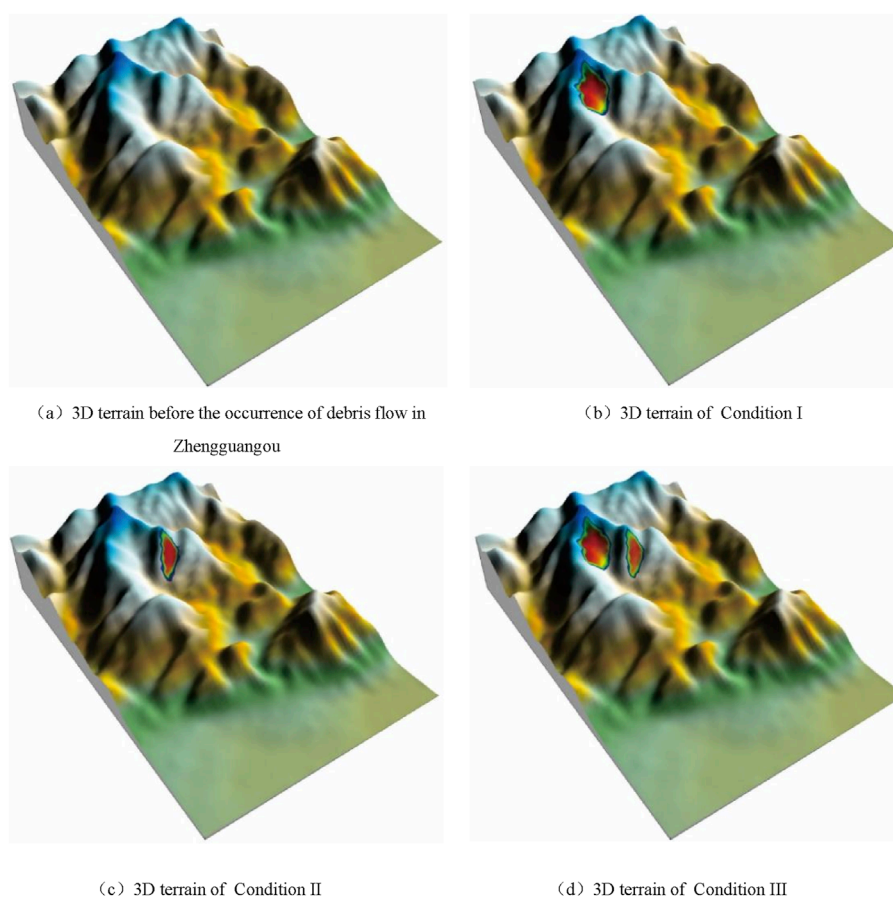 （a）3D terrain before the occurrence of debris flow in
Zhengguangou
（b）3D terrain of Condition I
（c）3D terrain of Condition II
（d）3D terrain of Condition III